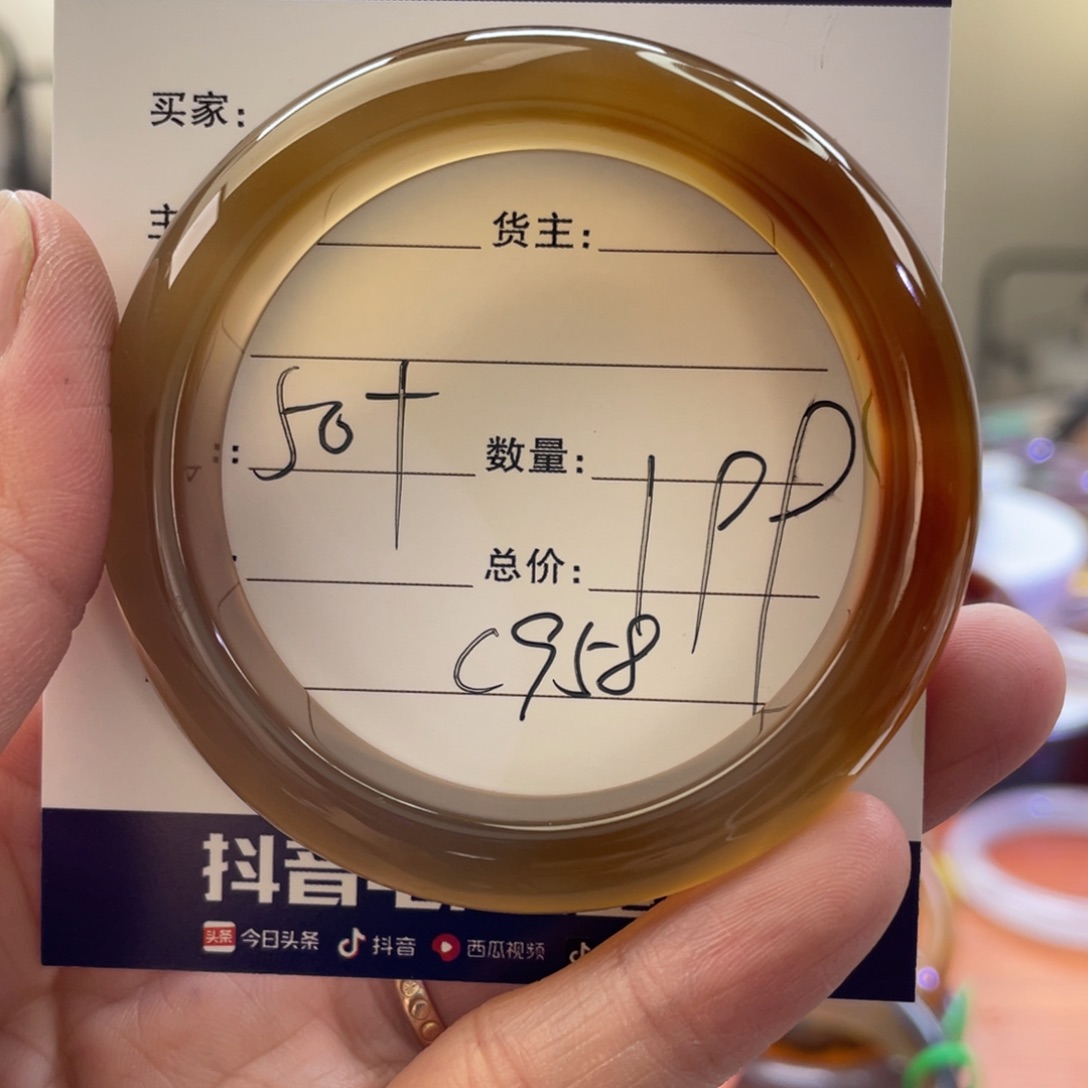 买家:
货主:
50+
数量: 1PP
总价:
C958
抖音
头条 今日头条 抖音 西瓜视频